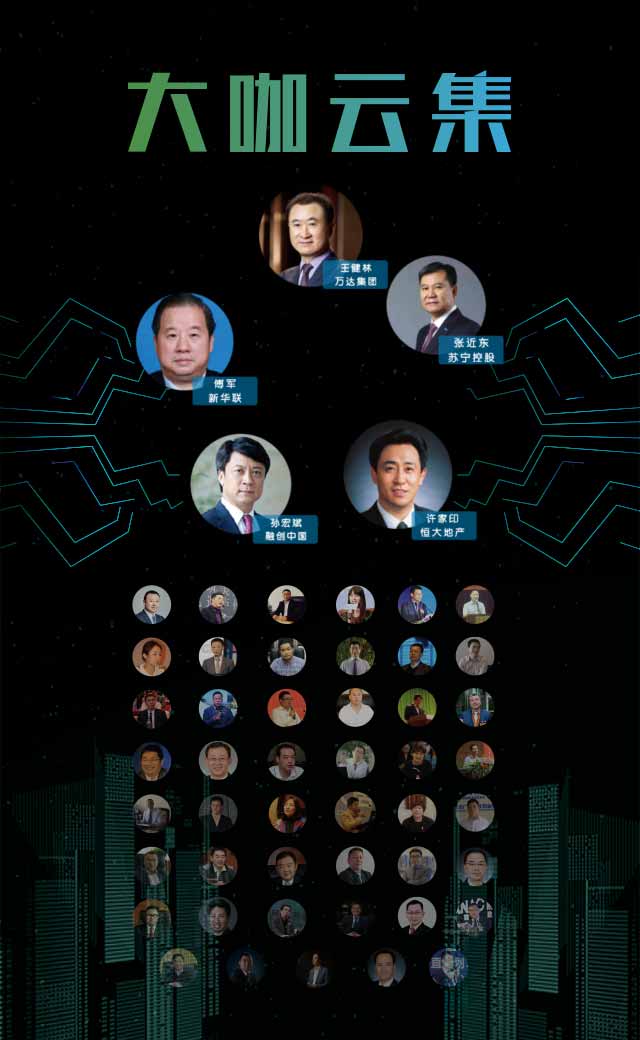 大咖云集
王健林
万达集团
张近东
苏宁控股
傅军
新华联
孙宏斌
融创中国
许家印
恒大地产